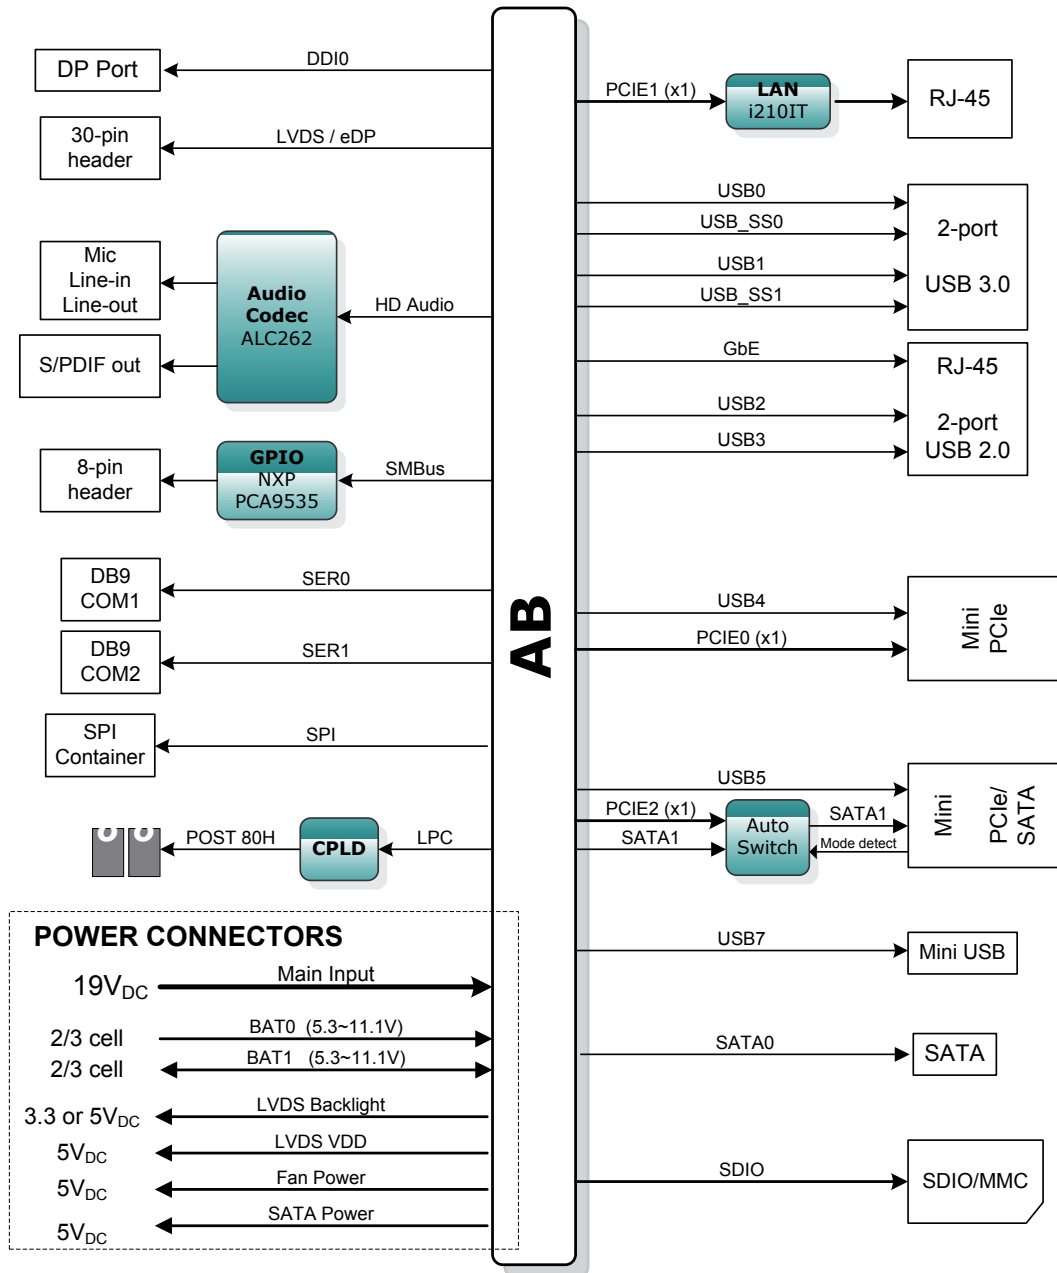 DP Port
DDI0
30-pin
header
LVDS / eDP
Mic
Line-in
Line-out
S/PDIF out
Audio
Codec
ALC262
HD Audio
8-pin
header
GPIO
NXP
PCA9535
SMBus
DB9
COM1
SER0
DB9
COM2
SER1
SPI
Container
SPI
POST 80H
CPLD
LPC
POWER CONNECTORS
19VDC
Main Input
2/3 cell
BAT0 (5.3~11.1V)
2/3 cell
BAT1 (5.3~11.1V)
3.3 or 5VDC
LVDS Backlight
5VDC
LVDS VDD
5VDC
Fan Power
5VDC
SATA Power
AB
PCIE1 (x1)
LAN
i210IT
RJ-45
USB0
USB_SS0
USB1
USB_SS1
2-port
USB 3.0
GbE
USB2
USB3
RJ-45
2-port
USB 2.0
USB4
PCIE0 (x1)
Mini
PCIe
USB5
PCIE2 (x1)
SATA1
Auto
Switch
SATA1
Mode detect
Mini
PCIe/
SATA
USB7
Mini USB
SATA0
SATA
SDIO
SDIO/MMC